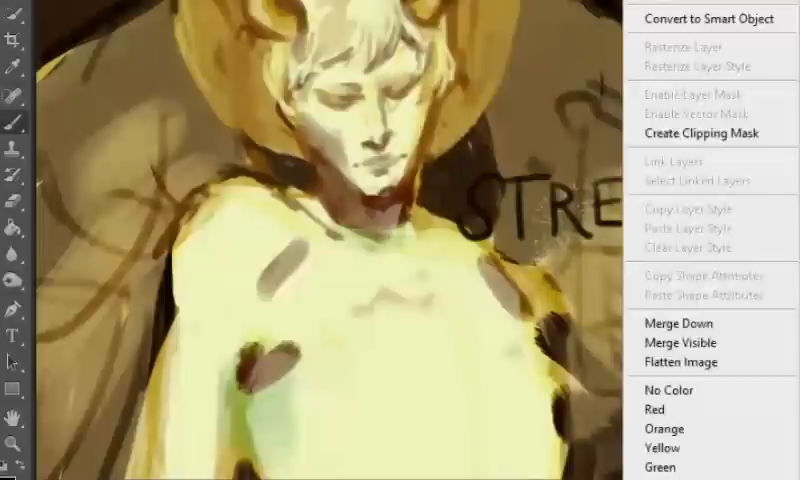 STRE
Convert to Smart Object
Rasterize Layer
Rasterize Layer Style
Enable Layer Mask
Enable Vector Mask
Create Clipping Mask
Link Layers
Select Linked Layers
Copy Layer Style
Paste Layer Style
Clear Layer Style
Copy Shape Attributes
Paste Shape Attributes
Merge Down
Merge Visible
Flatten Image
No Color
Red
Orange
Yellow
Green